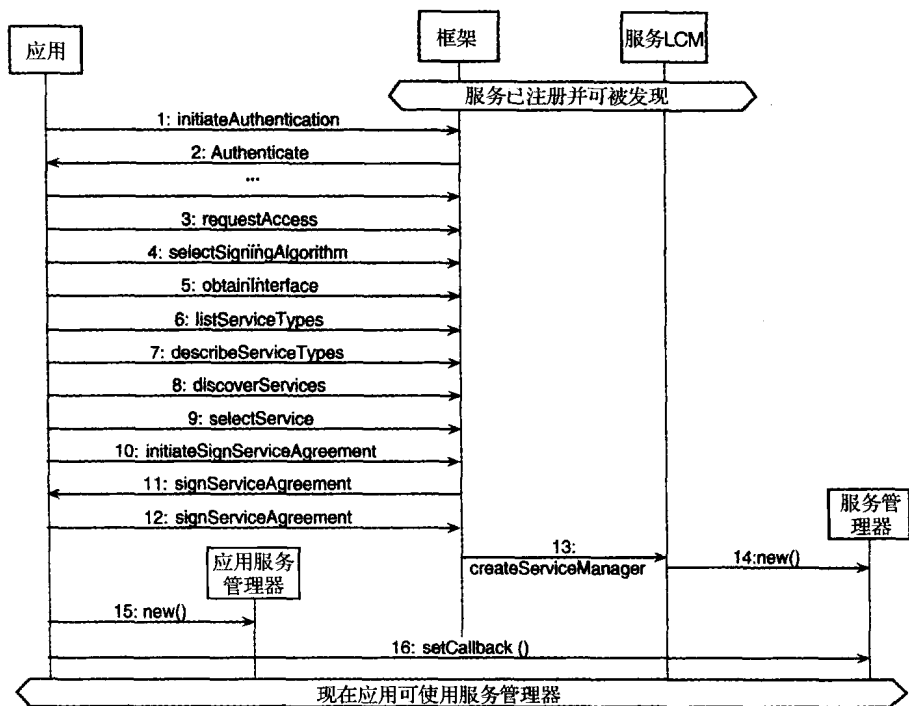 应用
框架
服务LCM
服务已注册并可被发现
1: initiateAuthentication
2: Authenticate
...
3: requestAccess
4: selectSigningAlgorithm
5: obtainInterface
6: listServiceTypes
7: describeServiceTypes
8: discoverServices
9: selectService
10: initiateSignServiceAgreement
11: signServiceAgreement
12: signServiceAgreement
服务管
理器
13:
createServiceManager
14:new()
应用服务
管理器
15: new()
16: setCallback ()
现在应用可使用服务管理器